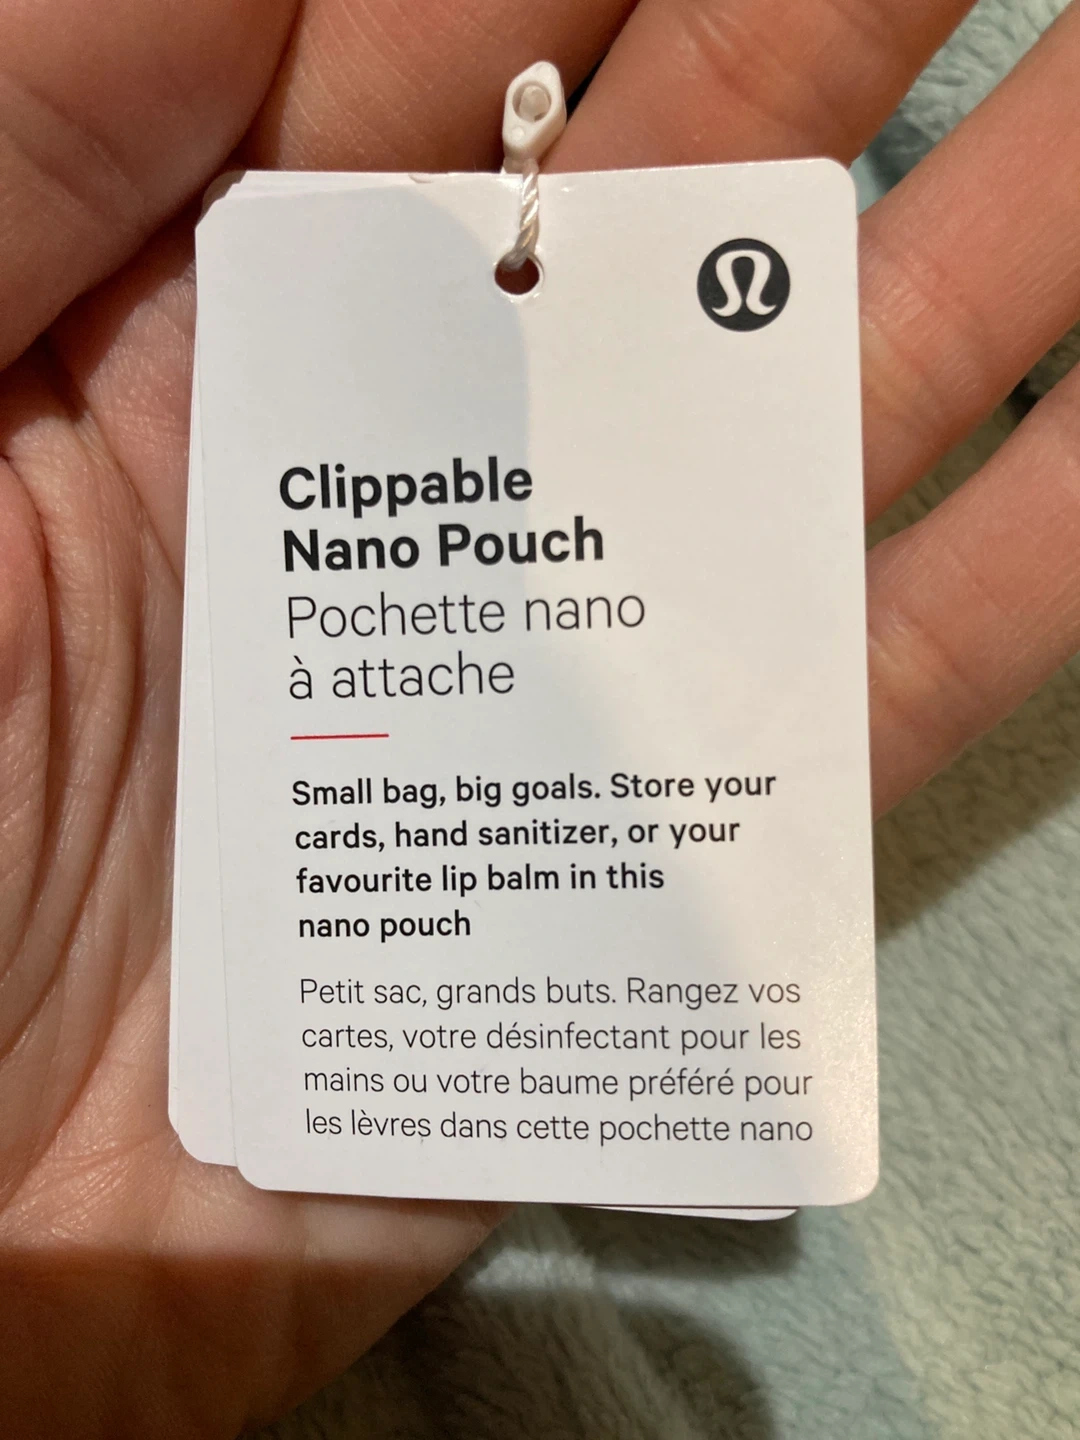 Clippable
Nano Pouch
Pochette nano
à attache
Small bag, big goals. Store your
cards, hand sanitizer, or your
favourite lip balm in this
nano pouch
Petit sac, grands buts. Rangez vos
cartes, votre désinfectant pour les
mains ou votre baume préféré pour
les lèvres dans cette pochette nano